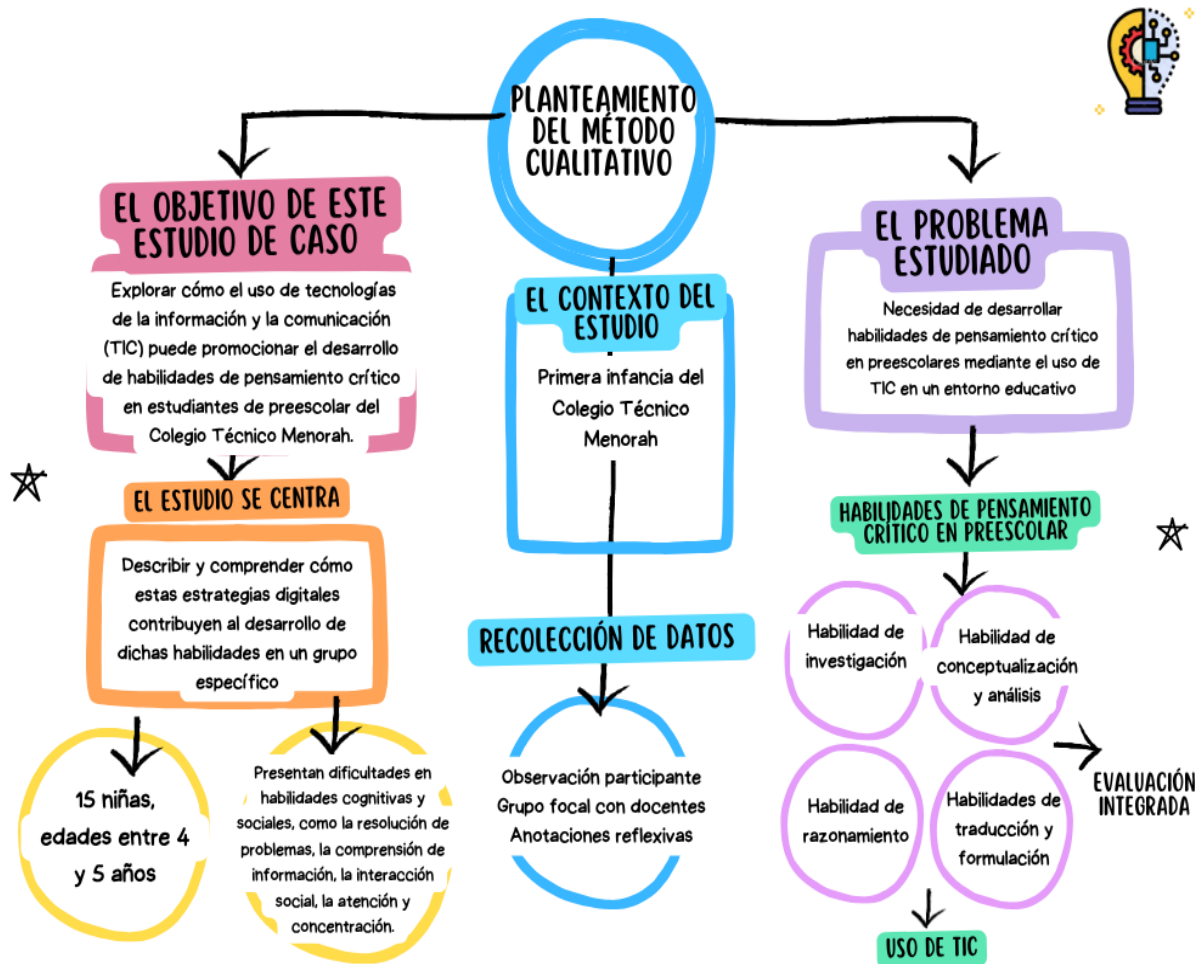 PLANTEAMIENTO
DEL MÉTODO
CUALITATIVO
EL OBJETIVO DE ESTE
ESTUDIO DE CASO
Explorar cómo el uso de tecnologías
de la información y la comunicación
(TIC) puede promocionar el desarrollo
de habilidades de pensamiento crítico
en estudiantes de preescolar del
Colegio Técnico Menorah.
EL ESTUDIO SE CENTRA
Describir y comprender cómo
estas estrategias digitales
contribuyen al desarrollo de
dichas habilidades en un grupo
específico
15 niñas,
edades entre 4
y 5 años
Presentan dificultades en
habilidades cognitivas y
sociales, como la resolución de
problemas, la comprensión de
información, la interacción
social, la atención y
concentración.
EL CONTEXTO DEL
ESTUDIO
Primera infancia del
Colegio Técnico
Menorah
RECOLECCIÓN DE DATOS
Observación participante
Grupo focal con docentes
Anotaciones reflexivas
EL PROBLEMA
ESTUDIADO
Necesidad de desarrollar
habilidades de pensamiento crítico
en preescolares mediante el uso de
TIC en un entorno educativo
HABILIDADES DE PENSAMIENTO
CRÍTICO EN PREESCOLAR
Habilidad de
investigación
Habilidad de
conceptualización
y análisis
Habilidad de
razonamiento
Habilidades de
traducción y
formulación
EVALUACIÓN
INTEGRADA
USO DE TIC